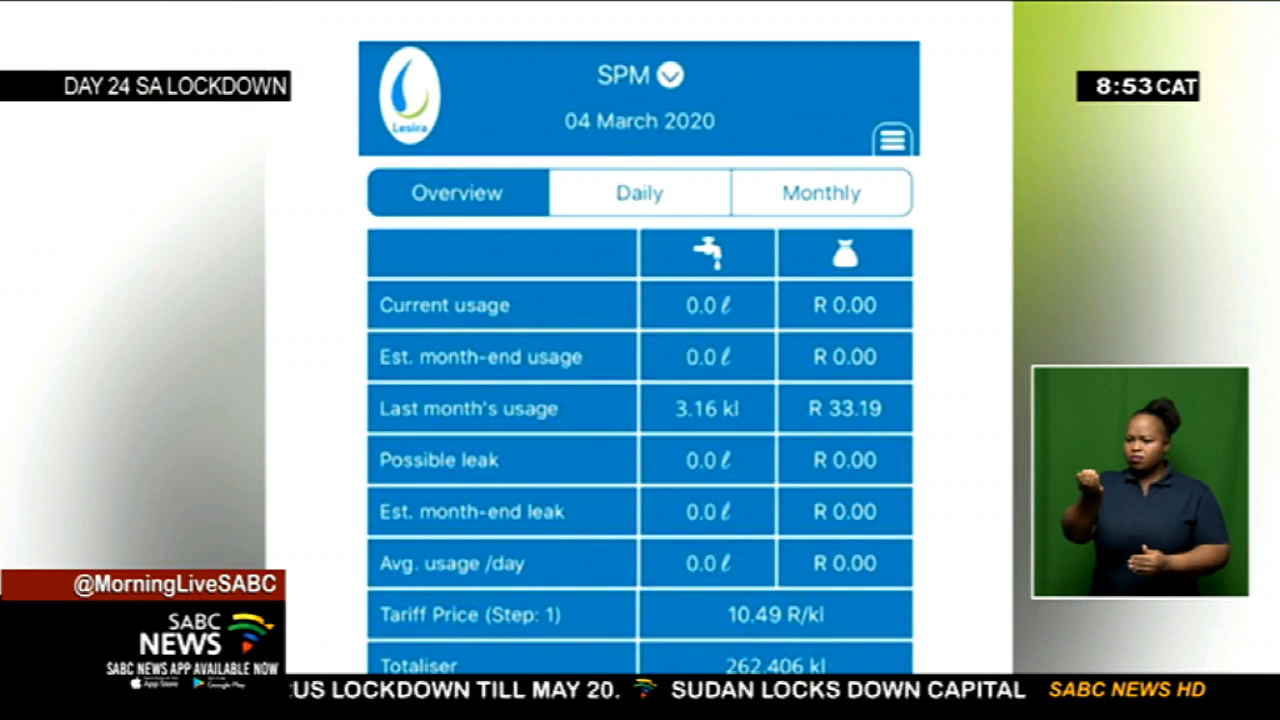 DAY 24 SA LOCKDOWN
8:53 CAT
Lesira
SPM
04 March 2020
Overview Daily Monthly
Current usage 0.0 ℓ R 0.00
Est. month-end usage 0.0 ℓ R 0.00
Last month's usage 3.16 kl R 33.19
Possible leak 0.0 ℓ R 0.00
Est. month-end leak 0.0 ℓ R 0.00
Avg. usage /day 0.0 ℓ R 0.00
Tariff Price (Step: 1) 10.49 R/kl
Totaliser 262.406 kl
@MorningLiveSABC
SABC
NEWS
SABC NEWS APP AVAILABLE NOW
App Store Google Play
US LOCKDOWN TILL MAY 20. SUDAN LOCKS DOWN CAPITAL SABC NEWS HD